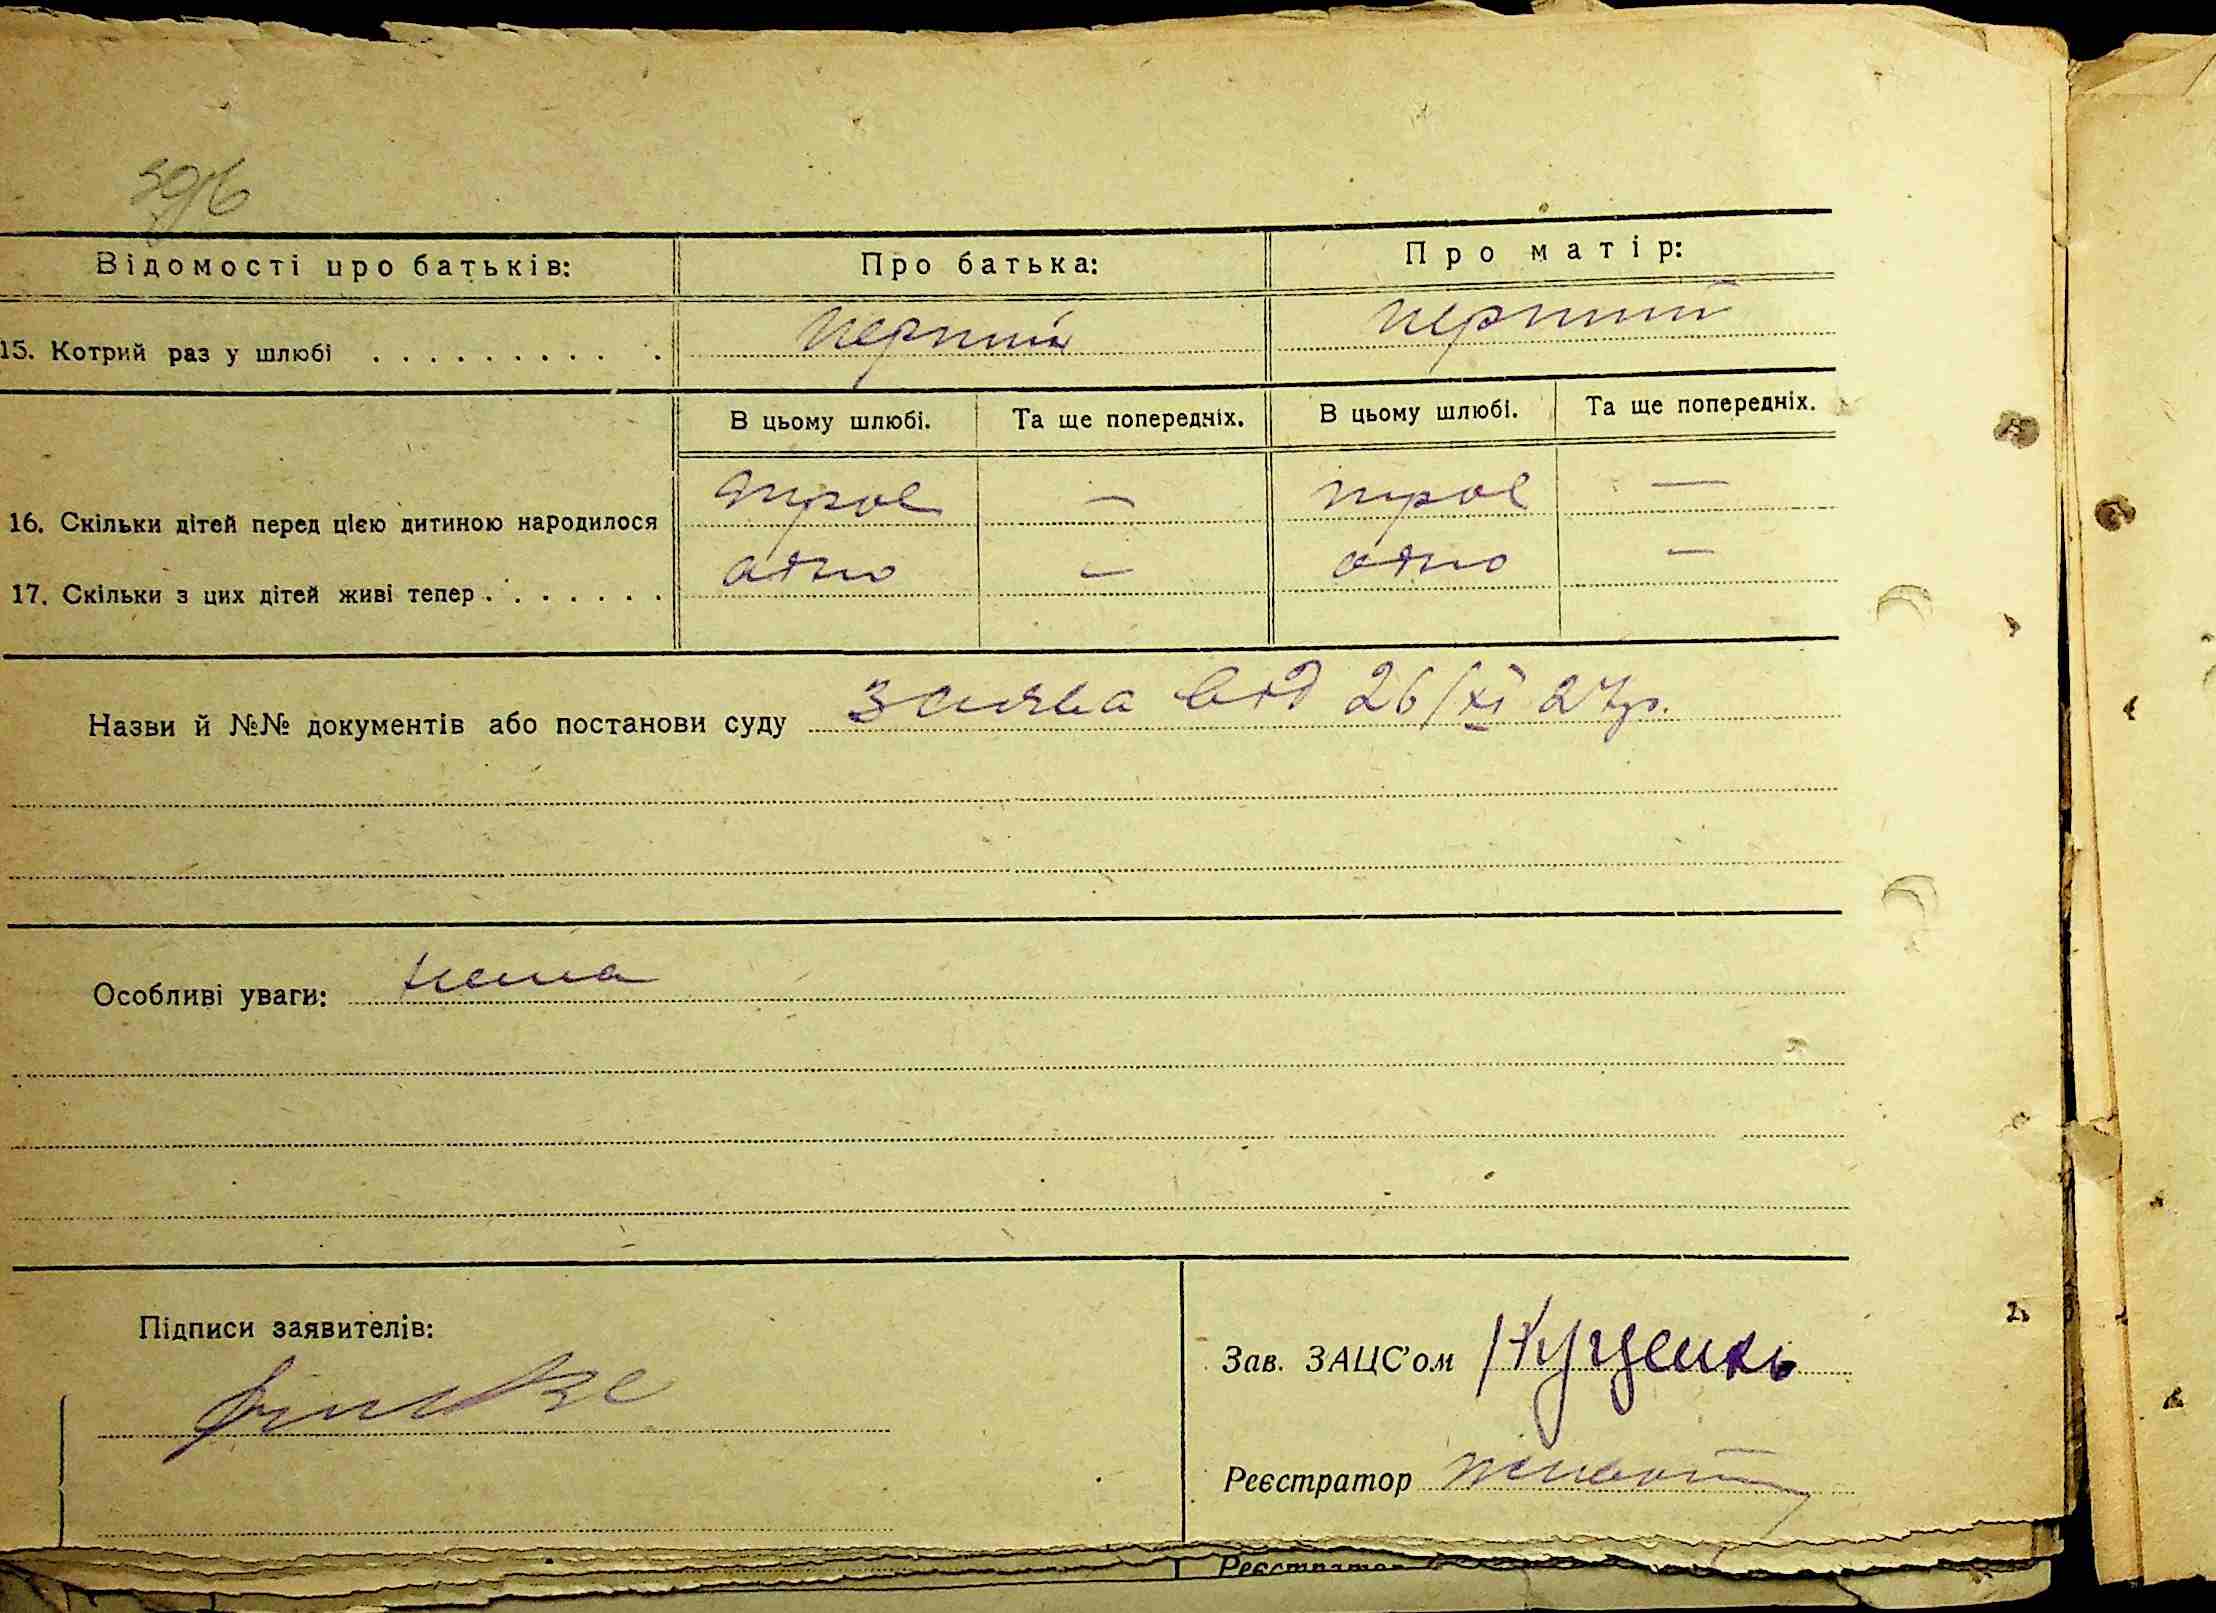 Відомості про батьків: Про батька: Про матір:
15. Котрий раз у шлюбі . . . . . . . . . . . перший перший
В цьому шлюбі. Та ще попередніх. В цьому шлюбі. Та ще попередніх.
16. Скільки дітей перед цією дитиною народилося троє — троє —
17. Скільки з цих дітей живі тепер . . . . . . . одно — одно —
Назви й №№ документів або постанови суду заява від 26/XI 27р.
Особливі уваги: нема
Підписи заявителів:
Зав. ЗАЦС'ом Куценко
Реєстратор
Реєстратор